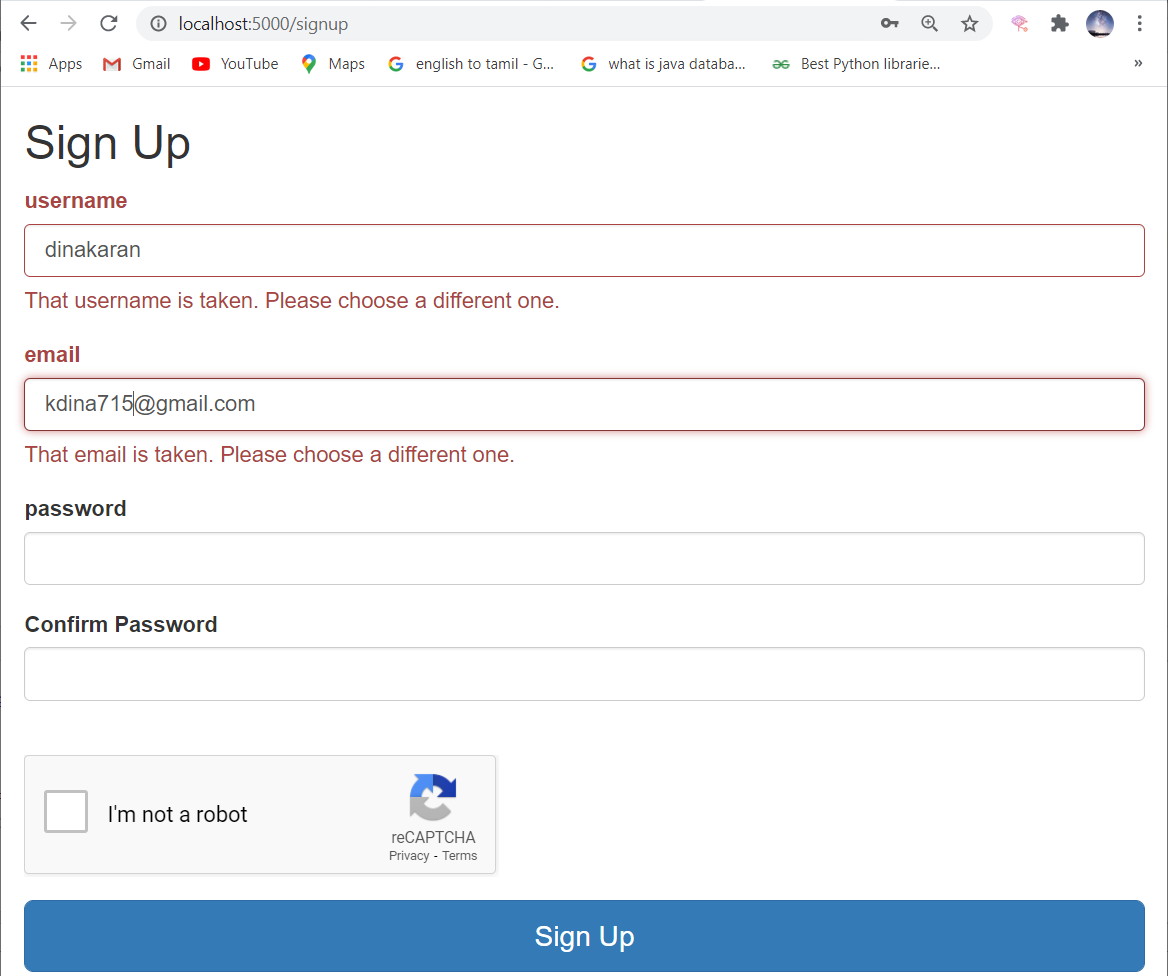 localhost:5000/signup
Apps Gmail YouTube Maps english to tamil - G... what is java databa... Best Python librarie... »
Sign Up
username
dinakaran
That username is taken. Please choose a different one.
email
kdina715@gmail.com
That email is taken. Please choose a different one.
password
Confirm Password
I'm not a robot
reCAPTCHA
Privacy - Terms
Sign Up